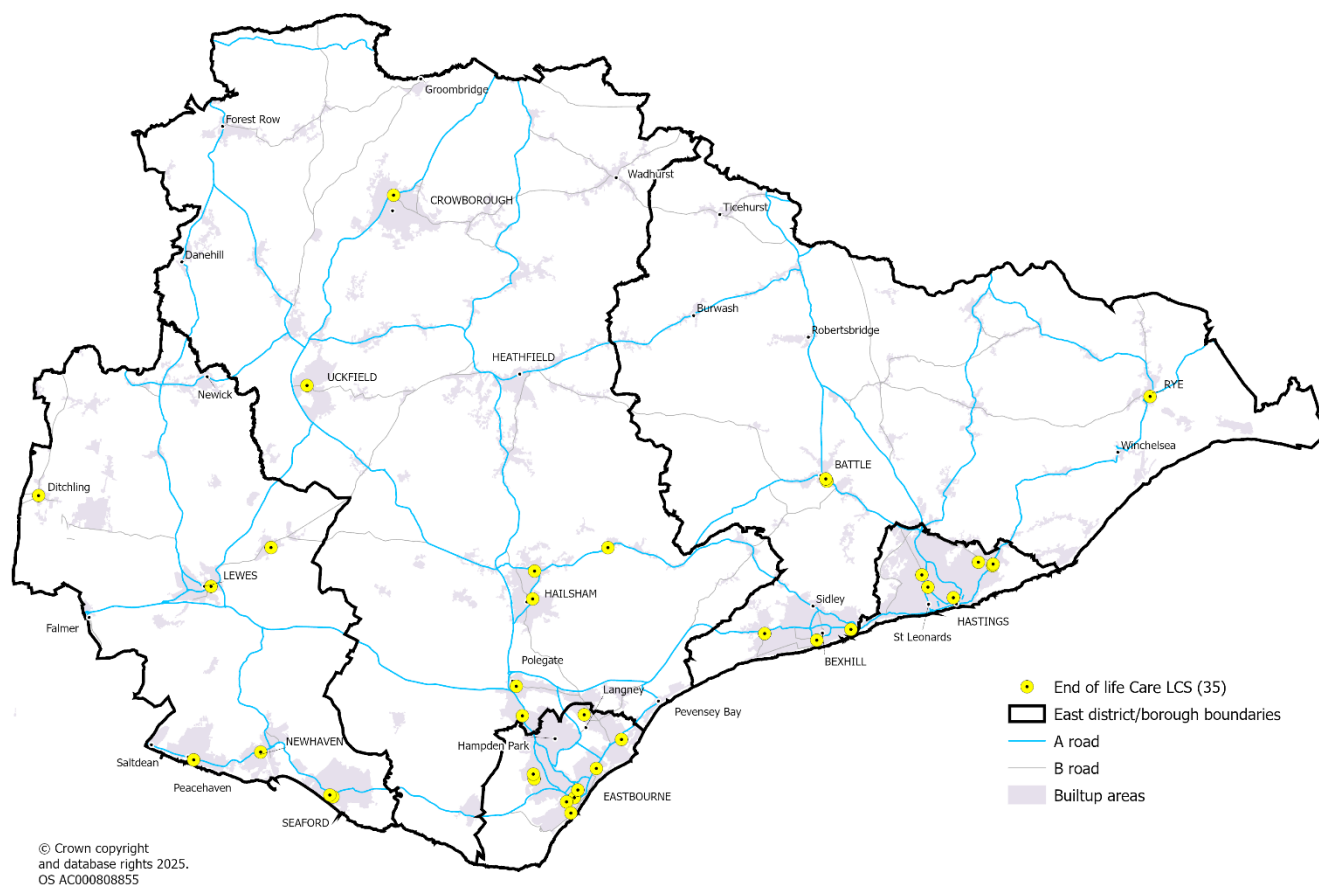 Groombridge
Forest Row
Wadhurst
CROWBOROUGH
Ticehurst
Danehill
Burwash
Robertsbridge
HEATHFIELD
UCKFIELD
RYE
Newick
Winchelsea
BATTLE
Ditchling
LEWES
HAILSHAM
Sidley
Falmer
HASTINGS
St Leonards
BEXHILL
Polegate
Langney
Pevensey Bay
Hampden Park
NEWHAVEN
Saltdean
Peacehaven
EASTBOURNE
SEAFORD
End of life Care LCS (35)
East district/borough boundaries
A road
B road
Builtup areas
© Crown copyright
and database rights 2025.
OS AC000808855